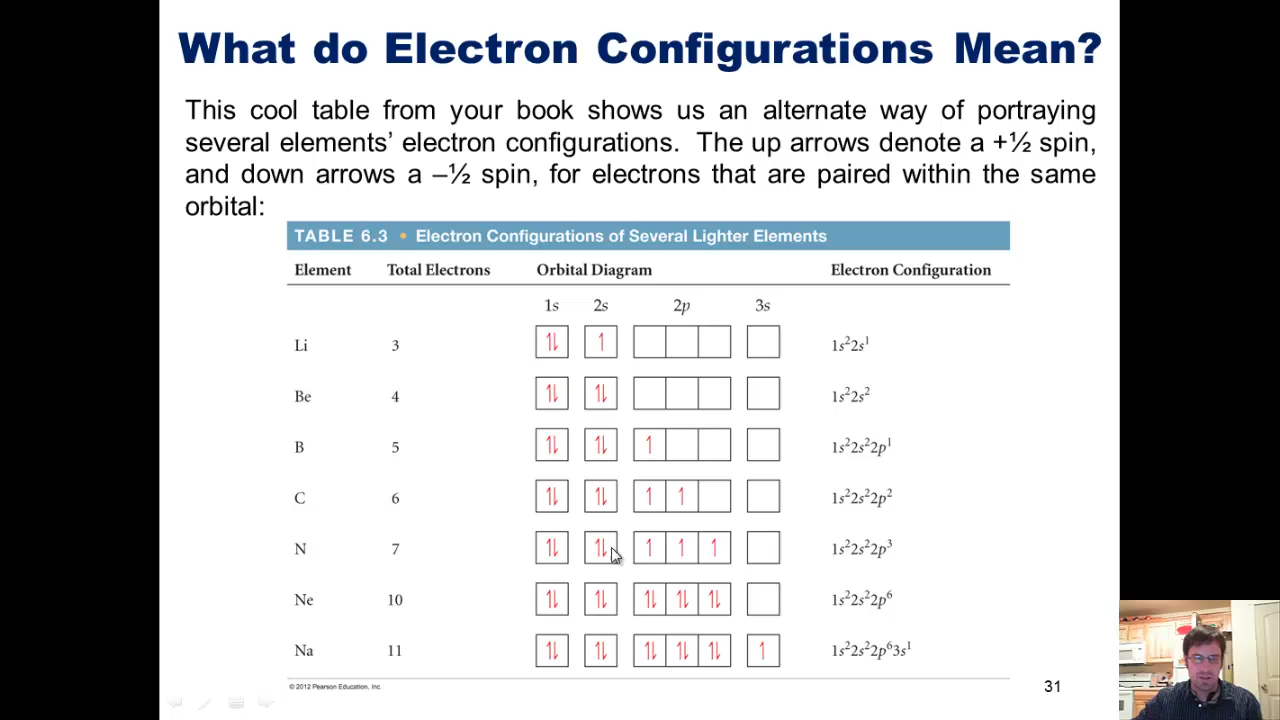 What do Electron Configurations Mean?
This cool table from your book shows us an alternate way of portraying
several elements’ electron configurations. The up arrows denote a +½ spin,
and down arrows a –½ spin, for electrons that are paired within the same
orbital:
TABLE 6.3 • Electron Configurations of Several Lighter Elements
Element Total Electrons Orbital Diagram Electron Configuration
1s 2s 2p 3s
Li 3 ⥮ ↿ 1s²2s¹
Be 4 ⥮ ⥮ 1s²2s²
B 5 ⥮ ⥮ ↿ 1s²2s²2p¹
C 6 ⥮ ⥮ ↿ ↿ 1s²2s²2p²
N 7 ⥮ ⥮ ↿ ↿ ↿ 1s²2s²2p³
Ne 10 ⥮ ⥮ ⥮ ⥮ ⥮ 1s²2s²2p⁶
Na 11 ⥮ ⥮ ⥮ ⥮ ⥮ ↿ 1s²2s²2p⁶3s¹
© 2012 Pearson Education, Inc.
31